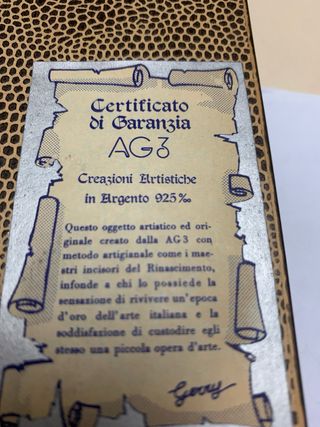 Certificato
di Garanzia
AG3
Creazioni Artistiche
in Argento 925‰
Questo oggetto artistico ed ori-
ginale creato dalla AG3 con
metodo artigianale come i mae-
stri incisori del Rinascimento,
infonde a chi lo possiede la
sensazione di rivivere un'epoca
d'oro dell'arte italiana e la
soddisfazione di custodire egli
stesso una piccola opera d'arte.
Gerry